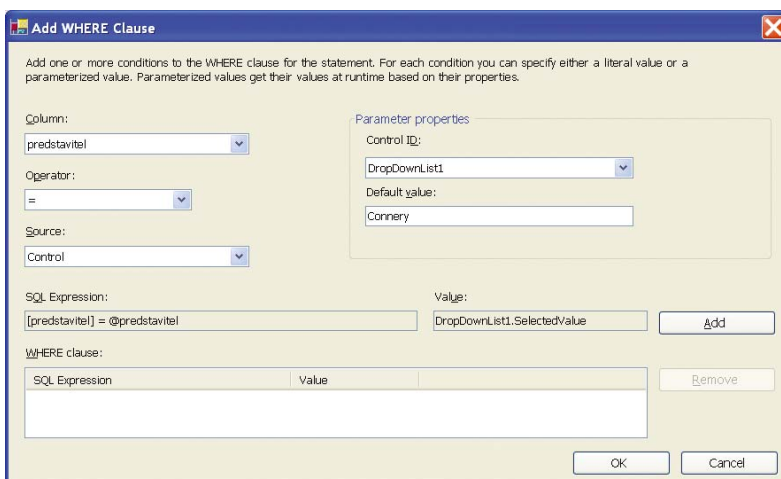 Add WHERE Clause
Add one or more conditions to the WHERE clause for the statement. For each condition you can specify either a literal value or a
parameterized value. Parameterized values get their values at runtime based on their properties.
Column:
predstavitel
Operator:
=
Source:
Control
Parameter properties
Control ID:
DropDownList1
Default value:
Connery
SQL Expression:
[predstavitel] = @predstavitel
Value:
DropDownList1.SelectedValue
Add
WHERE clause:
SQL Expression Value
Remove
OK Cancel